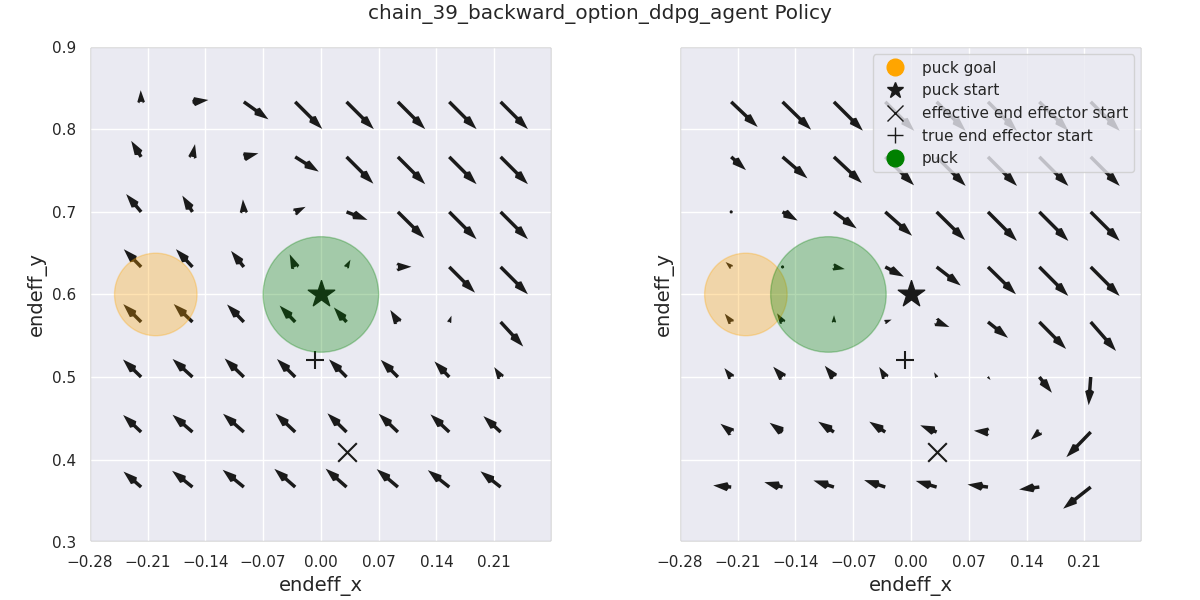 chain_39_backward_option_ddpg_agent Policy
endeff_y
0.9
0.8
0.7
0.6
0.5
0.4
0.3
−0.28 −0.21 −0.14 −0.07 0.00 0.07 0.14 0.21
endeff_x
endeff_y
puck goal
puck start
effective end effector start
true end effector start
puck
−0.28 −0.21 −0.14 −0.07 0.00 0.07 0.14 0.21
endeff_x